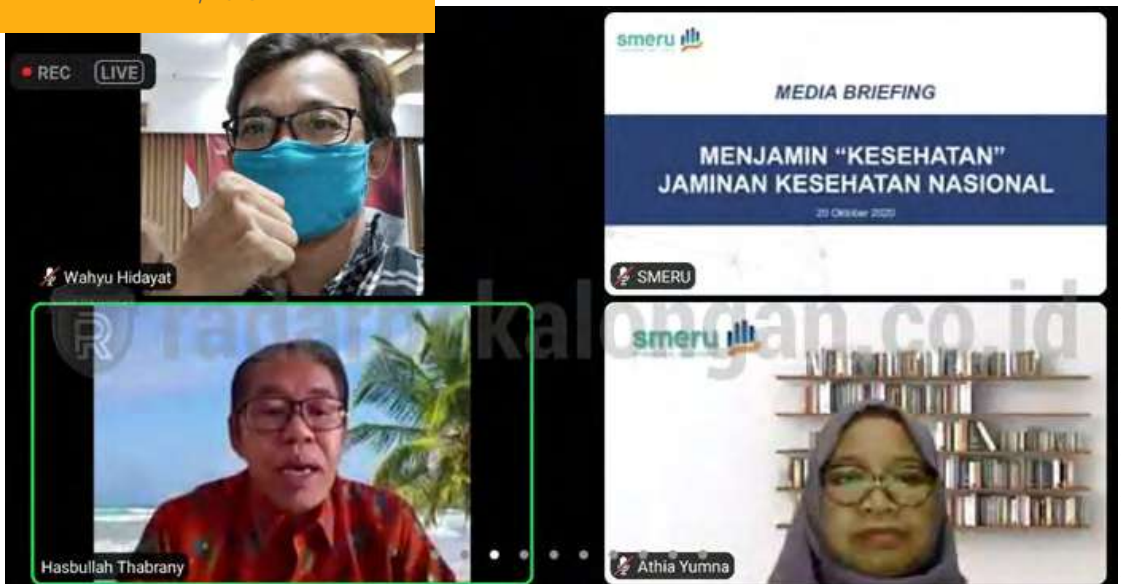 REC LIVE
Wahyu Hidayat
smeru
MEDIA BRIEFING
MENJAMIN “KESEHATAN”
JAMINAN KESEHATAN NASIONAL
20 Oktober 2020
SMERU
radarpekalongan.co.id
Hasbullah Thabrany
smeru
Athia Yumna